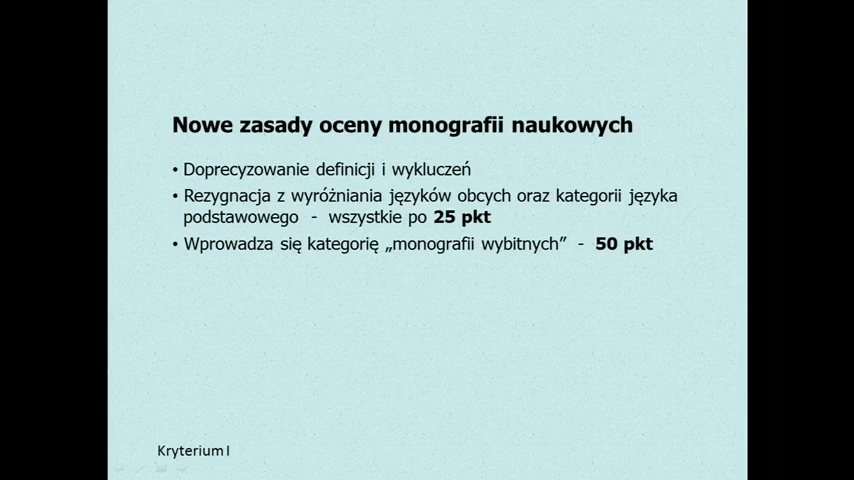 Nowe zasady oceny monografii naukowych
• Doprecyzowanie definicji i wykluczeń
• Rezygnacja z wyróżniania języków obcych oraz kategorii języka
podstawowego - wszystkie po 25 pkt
• Wprowadza się kategorię „monografii wybitnych” - 50 pkt
Kryterium I